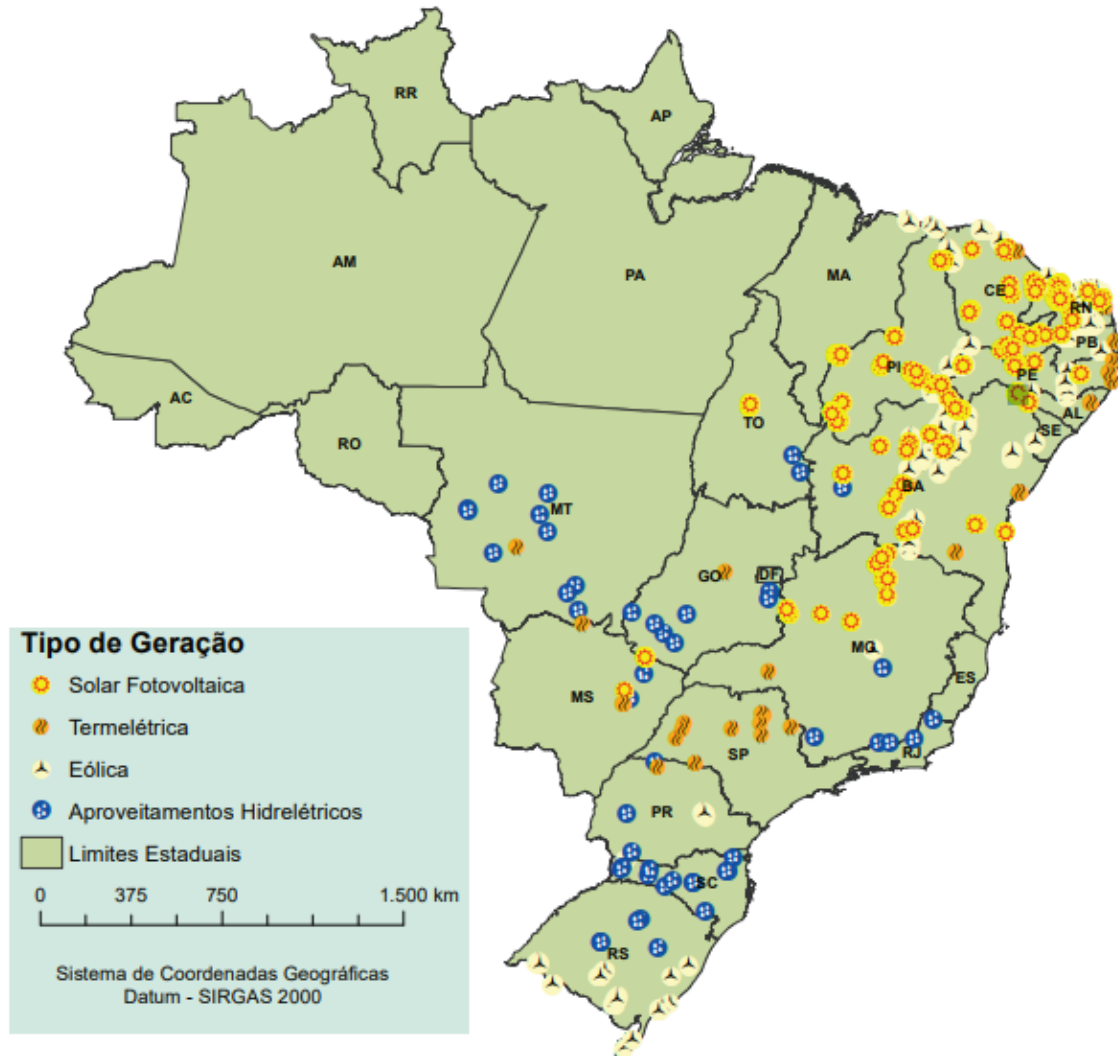 RR
AP
AM
PA
MA
CE
RN
PB
PI
PE
AC
TO
AL
SE
RO
BA
MT
GO
DF
Tipo de Geração
MG
Solar Fotovoltaica
ES
MS
Termelétrica
SP
RJ
Eólica
Aproveitamentos Hidrelétricos
PR
Limites Estaduais
SC
0 375 750 1.500 km
RS
Sistema de Coordenadas Geográficas
Datum - SIRGAS 2000